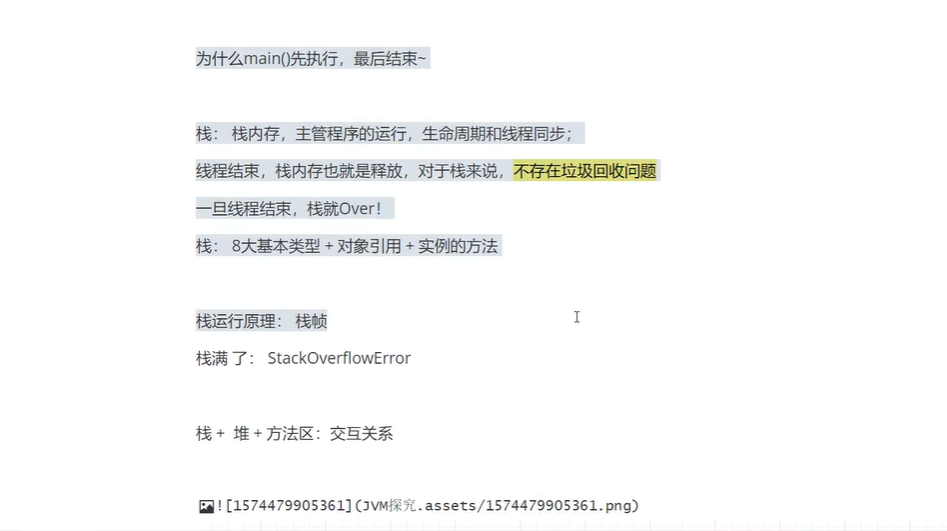 为什么main()先执行，最后结束~
栈： 栈内存，主管程序的运行，生命周期和线程同步；
线程结束，栈内存也就是释放，对于栈来说，不存在垃圾回收问题
一旦线程结束，栈就Over！
栈： 8大基本类型 + 对象引用 + 实例的方法
栈运行原理： 栈帧
栈满 了： StackOverflowError
栈 + 堆 + 方法区：交互关系
![1574479905361](JVM探究.assets/1574479905361.png)